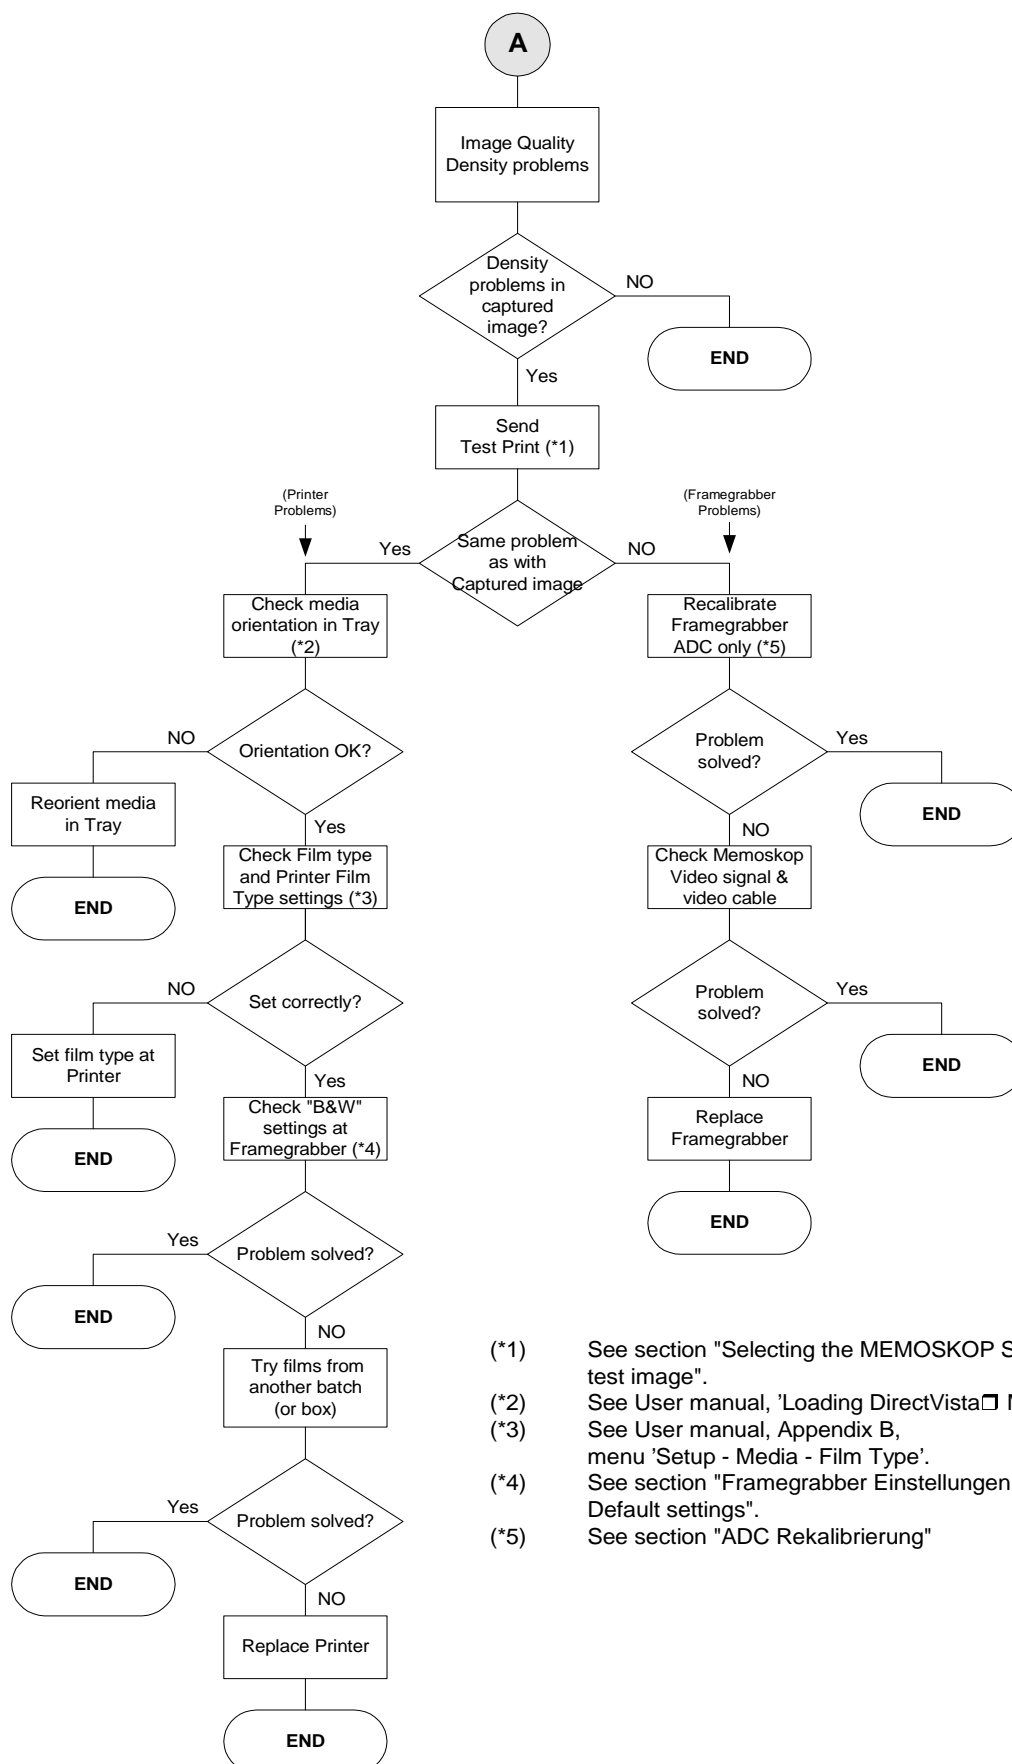 A
Image Quality
Density problems
Density
problems in
captured
image?
NO
END
Yes
Send
Test Print (*1)
(Printer
Problems)
(Framegrabber
Problems)
Yes
Same problem
as with
Captured image
NO
Check media
orientation in Tray
(*2)
Recalibrate
Framegrabber
ADC only (*5)
NO
Orientation OK?
Problem
solved?
Yes
Reorient media
in Tray
END
Yes
NO
Check Film type
and Printer Film
Type settings (*3)
Check Memoskop
Video signal &
video cable
END
NO
Set correctly?
Problem
solved?
Yes
Set film type at
Printer
END
Yes
NO
Check "B&W"
settings at
Framegrabber (*4)
Replace
Framegrabber
END
END
Yes
Problem solved?
END
NO
Try films from
another batch
(or box)
Yes
Problem solved?
END
NO
Replace Printer
END
(*1) See section "Selecting the MEMOSKOP S
test image".
(*2) See User manual, 'Loading DirectVista
(*3) See User manual, Appendix B,
menu 'Setup - Media - Film Type'.
(*4) See section "Framegrabber Einstellungen
Default settings".
(*5) See section "ADC Rekalibrierung"